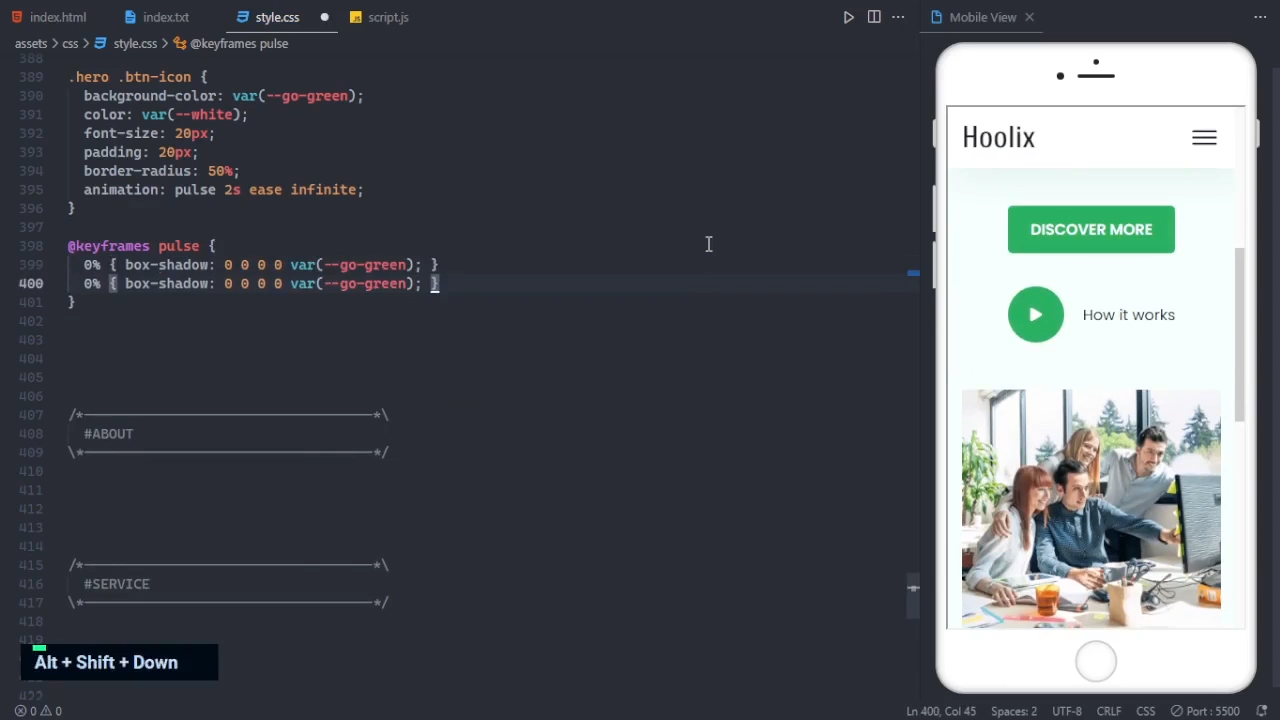 index.html
index.txt
style.css
script.js
Mobile View
assets > css > style.css > @keyframes pulse
388
389 .hero .btn-icon {
390 background-color: var(--go-green);
391 color: var(--white);
392 font-size: 20px;
393 padding: 20px;
394 border-radius: 50%;
395 animation: pulse 2s ease infinite;
396 }
397
398 @keyframes pulse {
399 0% { box-shadow: 0 0 0 0 var(--go-green); }
400 0% { box-shadow: 0 0 0 0 var(--go-green); }
401 }
402
403
404
405
406
407 /*-----------------------------------*\
408 #ABOUT
409 \*-----------------------------------*/
410
411
412
413
414
415 /*-----------------------------------*\
416 #SERVICE
417 \*-----------------------------------*/
418
419
422
Hoolix
DISCOVER MORE
How it works
Alt + Shift + Down
0 0
Ln 400, Col 45
Spaces: 2
UTF-8
CRLF
CSS
Port : 5500